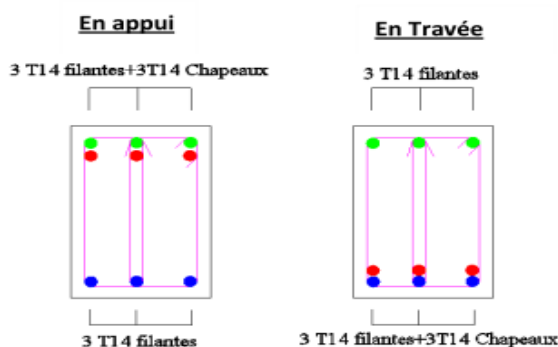 En appui
3 T14 filantes+3T14 Chapeaux
3 T14 filantes
En Travée
3 T14 filantes
3 T14 filantes+3T14 Chapeaux